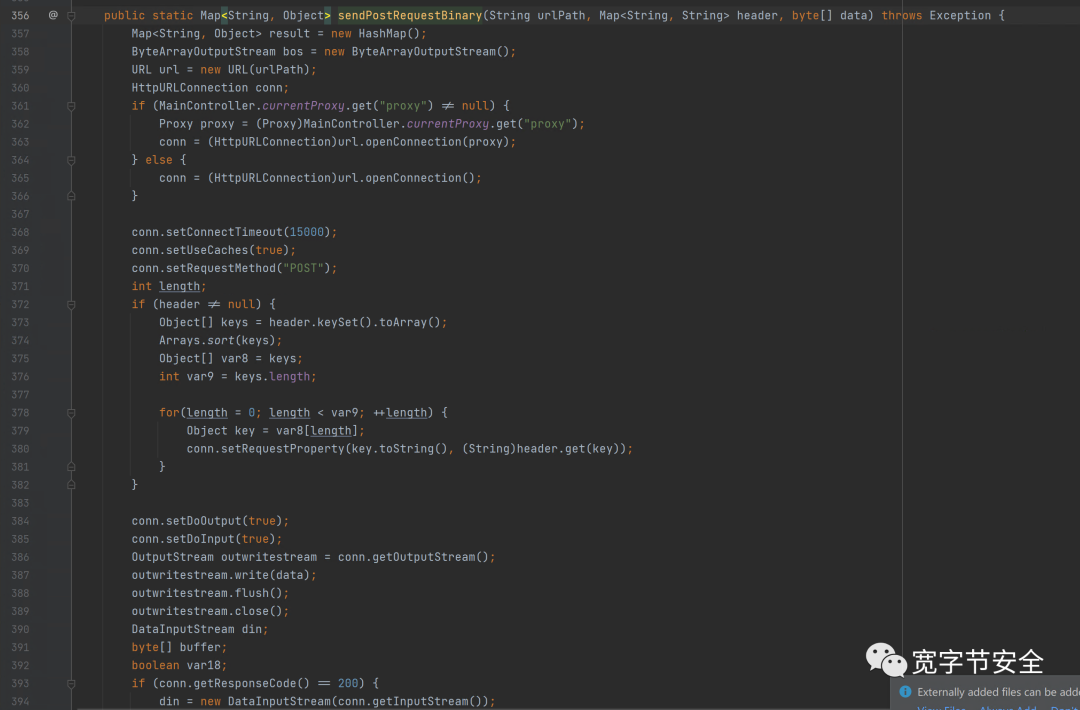 356 @ public static Map<String, Object> sendPostRequestBinary(String urlPath, Map<String, String> header, byte[] data) throws Exception {
357 Map<String, Object> result = new HashMap();
358 ByteArrayOutputStream bos = new ByteArrayOutputStream();
359 URL url = new URL(urlPath);
360 HttpURLConnection conn;
361 if (MainController.currentProxy.get("proxy") ≠ null) {
362 Proxy proxy = (Proxy)MainController.currentProxy.get("proxy");
363 conn = (HttpURLConnection)url.openConnection(proxy);
364 } else {
365 conn = (HttpURLConnection)url.openConnection();
366 }
367
368 conn.setConnectTimeout(15000);
369 conn.setUseCaches(true);
370 conn.setRequestMethod("POST");
371 int length;
372 if (header ≠ null) {
373 Object[] keys = header.keySet().toArray();
374 Arrays.sort(keys);
375 Object[] var8 = keys;
376 int var9 = keys.length;
377
378 for(length = 0; length < var9; ++length) {
379 Object key = var8[length];
380 conn.setRequestProperty(key.toString(), (String)header.get(key));
381 }
382 }
383
384 conn.setDoOutput(true);
385 conn.setDoInput(true);
386 OutputStream outwritestream = conn.getOutputStream();
387 outwritestream.write(data);
388 outwritestream.flush();
389 outwritestream.close();
390 DataInputStream din;
391 byte[] buffer;
392 boolean var18;
393 if (conn.getResponseCode() == 200) {
394 din = new DataInputStream(conn.getInputStream());
宽字节安全
Externally added files can be adde